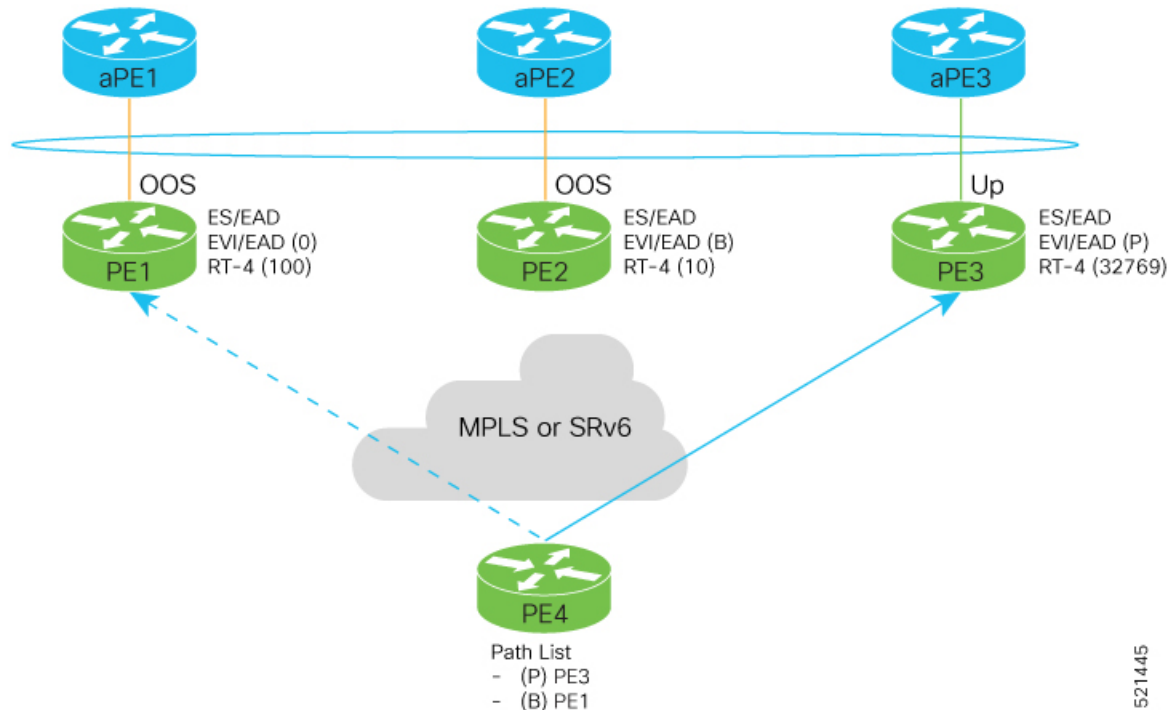 aPE1
aPE2
aPE3
OOS
OOS
Up
PE1
ES/EAD
EVI/EAD (0)
RT-4 (100)
PE2
ES/EAD
EVI/EAD (B)
RT-4 (10)
PE3
ES/EAD
EVI/EAD (P)
RT-4 (32769)
MPLS or SRv6
PE4
Path List
- (P) PE3
- (B) PE1
521445